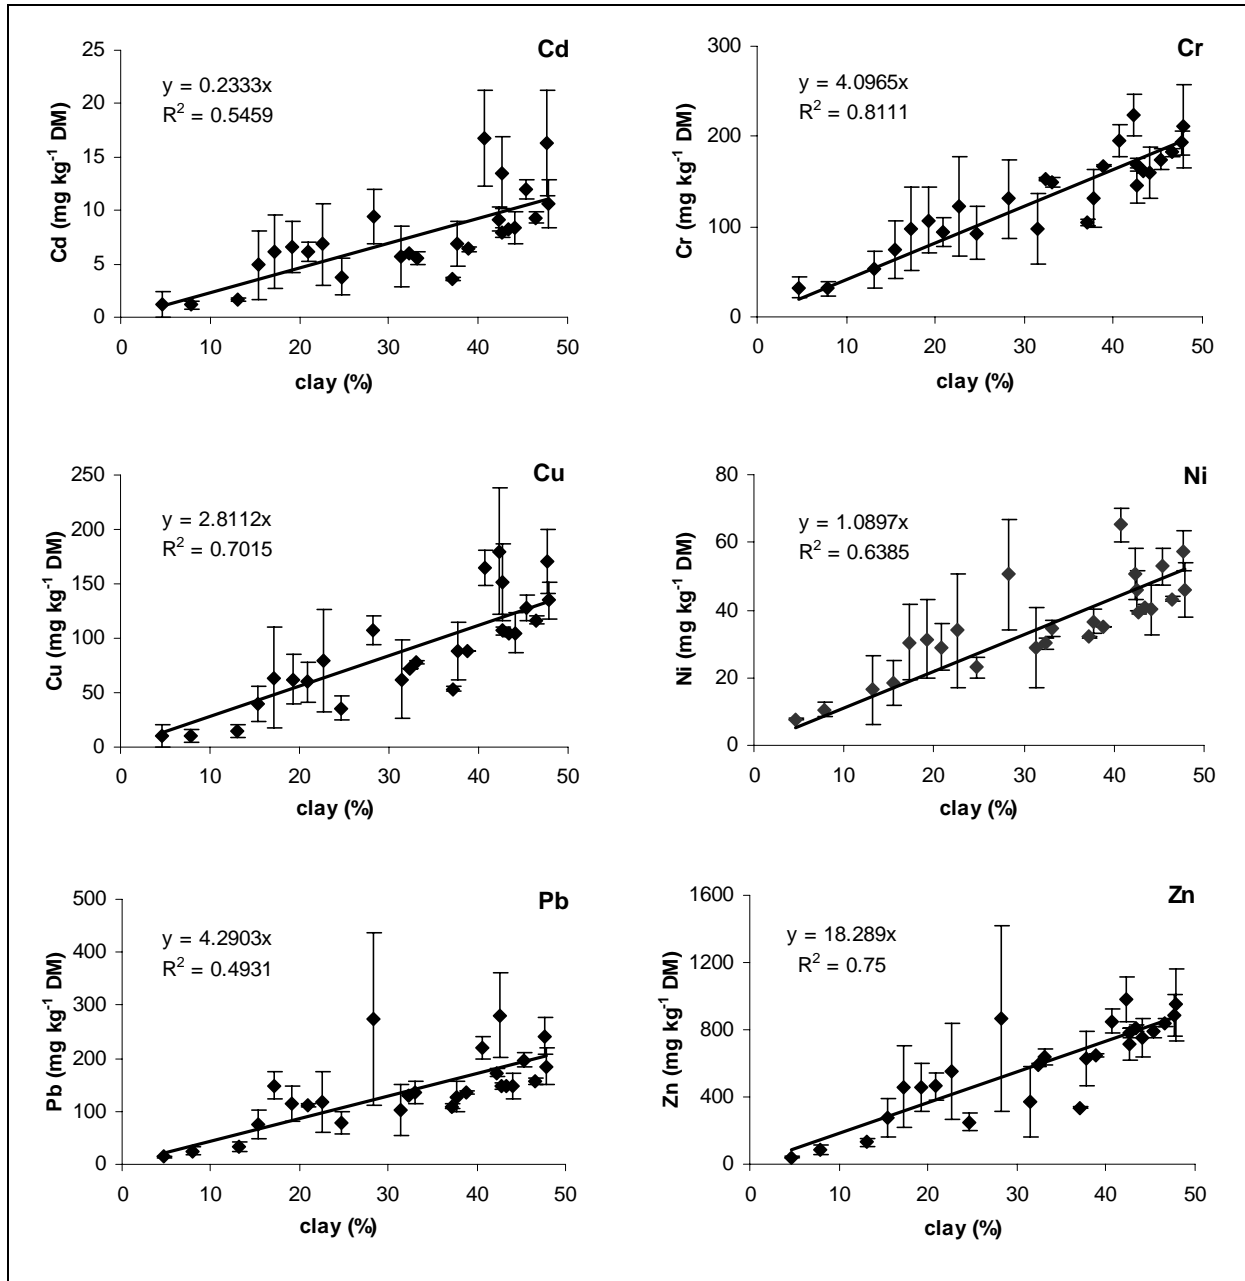 Cd
y = 0.2333x
R² = 0.5459
Cd (mg kg⁻¹ DM)
25
20
15
10
5
0
0 10 20 30 40 50
clay (%)
Cr
y = 4.0965x
R² = 0.8111
Cr (mg kg⁻¹ DM)
300
200
100
0
0 10 20 30 40 50
clay (%)
Cu
y = 2.8112x
R² = 0.7015
Cu (mg kg⁻¹ DM)
250
200
150
100
50
0
0 10 20 30 40 50
clay (%)
Ni
y = 1.0897x
R² = 0.6385
Ni (mg kg⁻¹ DM)
80
60
40
20
0
0 10 20 30 40 50
clay (%)
Pb
y = 4.2903x
R² = 0.4931
Pb (mg kg⁻¹ DM)
500
400
300
200
100
0
0 10 20 30 40 50
clay (%)
Zn
y = 18.289x
R² = 0.75
Zn (mg kg⁻¹ DM)
1600
1200
800
400
0
0 10 20 30 40 50
clay (%)